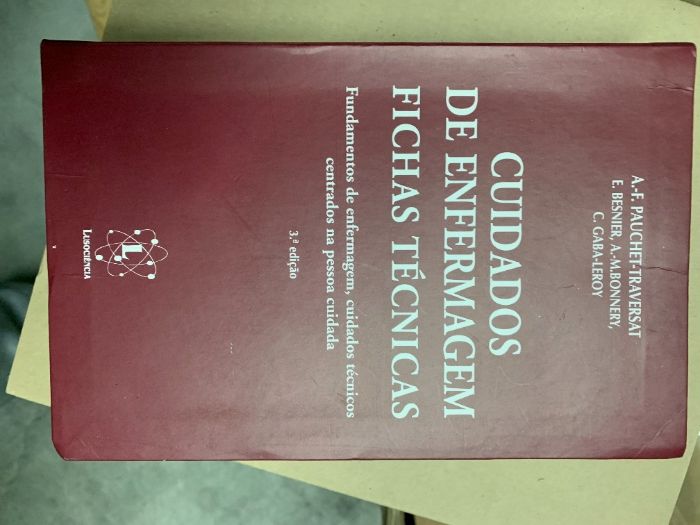 A.-F. PAUCHET-TRAVERSAT
E. BESNIER, A.-M.BONNERY,
C. GABA-LEROY
CUIDADOS
DE ENFERMAGEM
FICHAS TÉCNICAS
Fundamentos de enfermagem, cuidados técnicos
centrados na pessoa cuidada
3.ª edição
L
LUSOCIÊNCIA